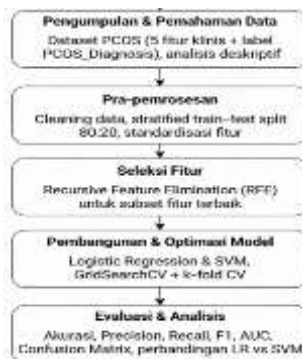 Pengumpulan & Pemahaman Data
Dataset PCOS (5 fitur klinis + label
PCOS_Diagnosis), analisis deskriptif
Pra-pemrosesan
Cleaning data, stratified train-test split
80:20, standardisasi fitur
Seleksi Fitur
Recursive Feature Elimination (RFE)
untuk subset fitur terbaik
Pembangunan & Optimasi Model
Logistic Regression & SVM,
GridSearchCV + k-fold CV
Evaluasi & Analisis
Akurasi, Precision, Recall, F1, AUC,
Confusion Matrix, perbandingan LR vs SVM